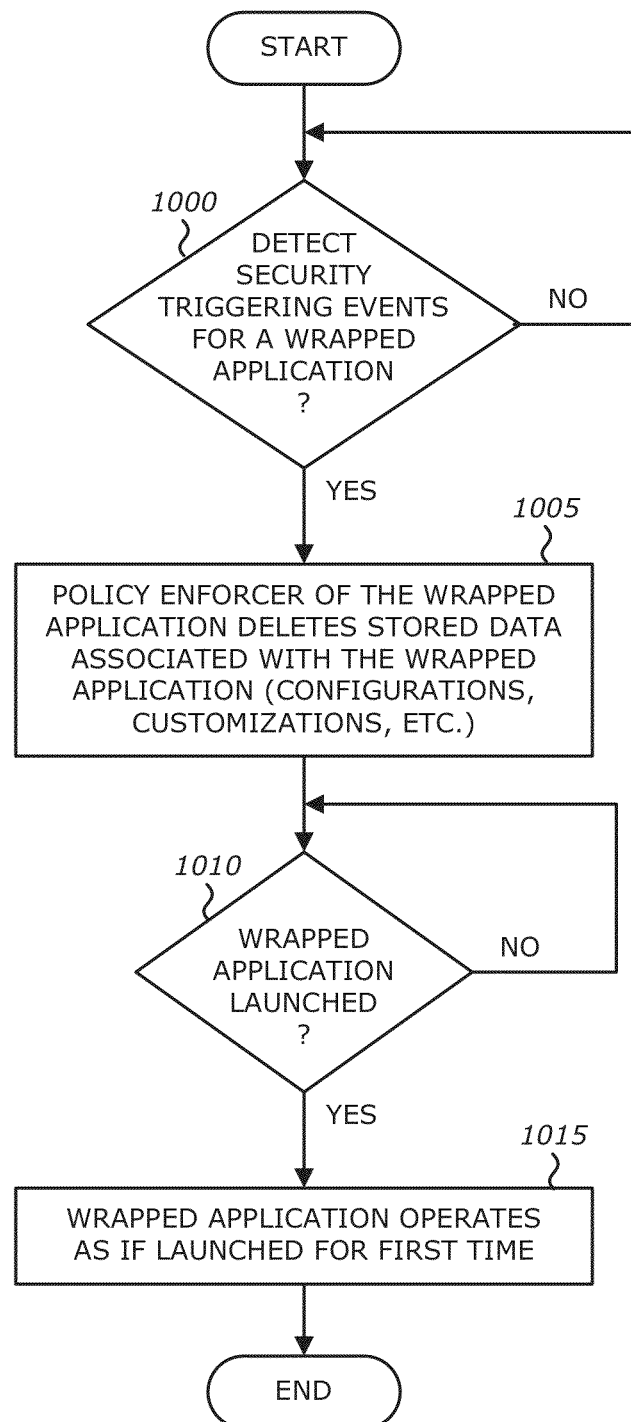 START
1000
DETECT
SECURITY
TRIGGERING EVENTS
FOR A WRAPPED
APPLICATION
?
NO
YES
1005
POLICY ENFORCER OF THE WRAPPED
APPLICATION DELETES STORED DATA
ASSOCIATED WITH THE WRAPPED
APPLICATION (CONFIGURATIONS,
CUSTOMIZATIONS, ETC.)
1010
WRAPPED
APPLICATION
LAUNCHED
?
NO
YES
1015
WRAPPED APPLICATION OPERATES
AS IF LAUNCHED FOR FIRST TIME
END